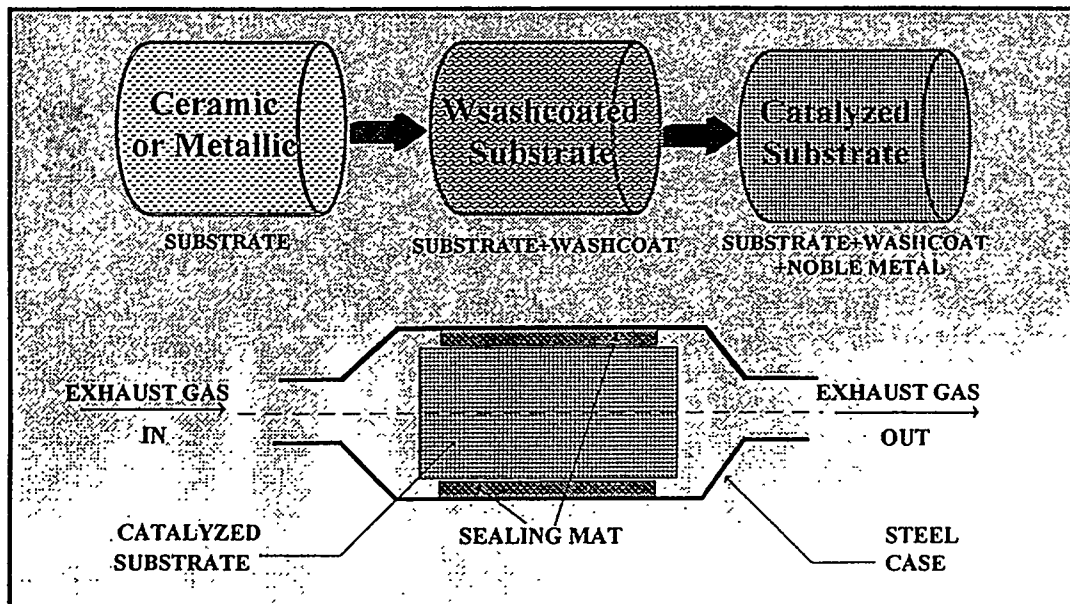 Ceramic
or Metallic
Wsashcoated
Substrate
Catalyzed
Substrate
SUBSTRATE
SUBSTRATE+WASHCOAT
SUBSTRATE+WASHCOAT
+NOBLE METAL
EXHAUST GAS
IN
EXHAUST GAS
OUT
CATALYZED
SUBSTRATE
SEALING MAT
STEEL
CASE